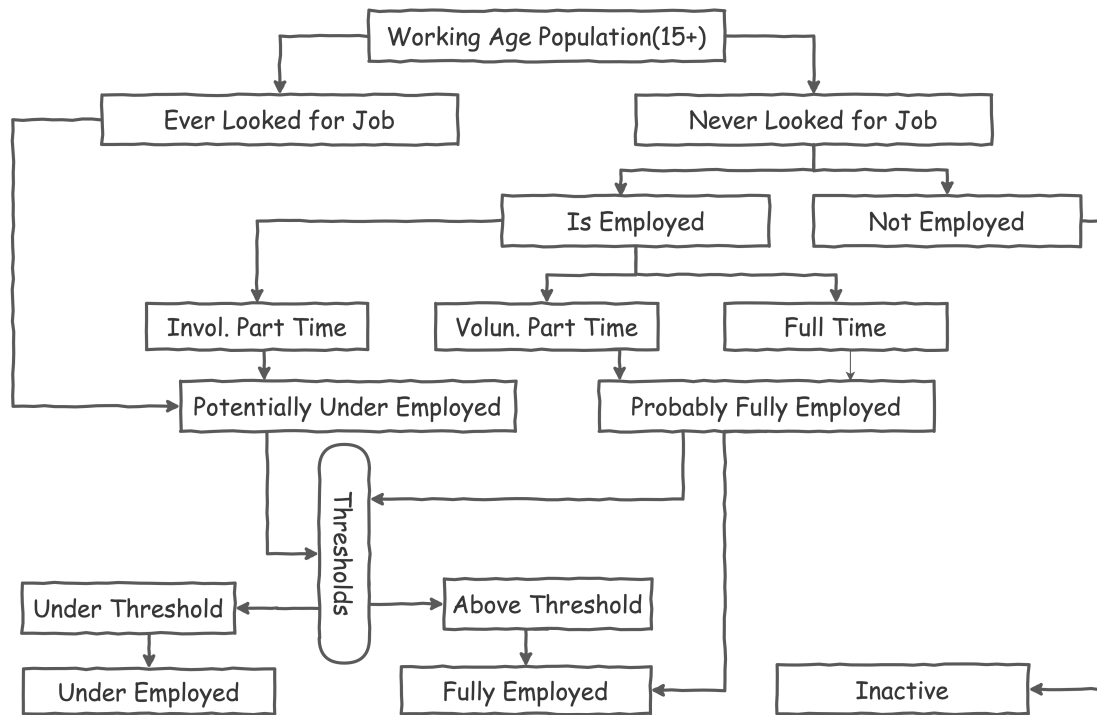 Working Age Population(15+)
Ever Looked for Job
Never Looked for Job
Is Employed
Not Employed
Invol. Part Time
Volun. Part Time
Full Time
Potentially Under Employed
Probably Fully Employed
Thresholds
Under Threshold
Above Threshold
Under Employed
Fully Employed
Inactive